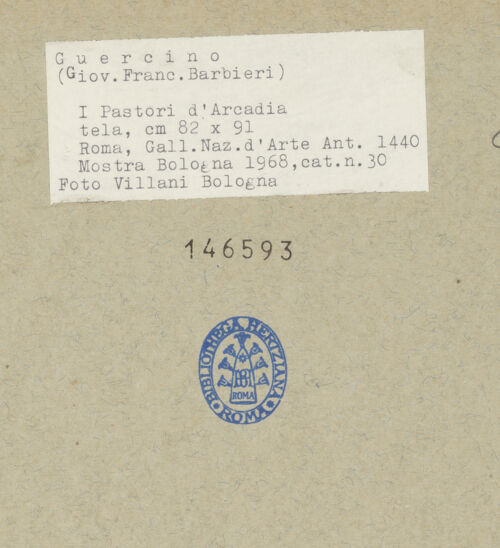 Guercino
(Giov.Franc.Barbieri)
I Pastori d'Arcadia
tela, cm 82 x 91
Roma, Gall.Naz.d'Arte Ant. 1440
Mostra Bologna 1968,cat.n.30
Foto Villani Bologna
146593
BIBLIOTHECA HERTZIANA
ROMA
ROMA